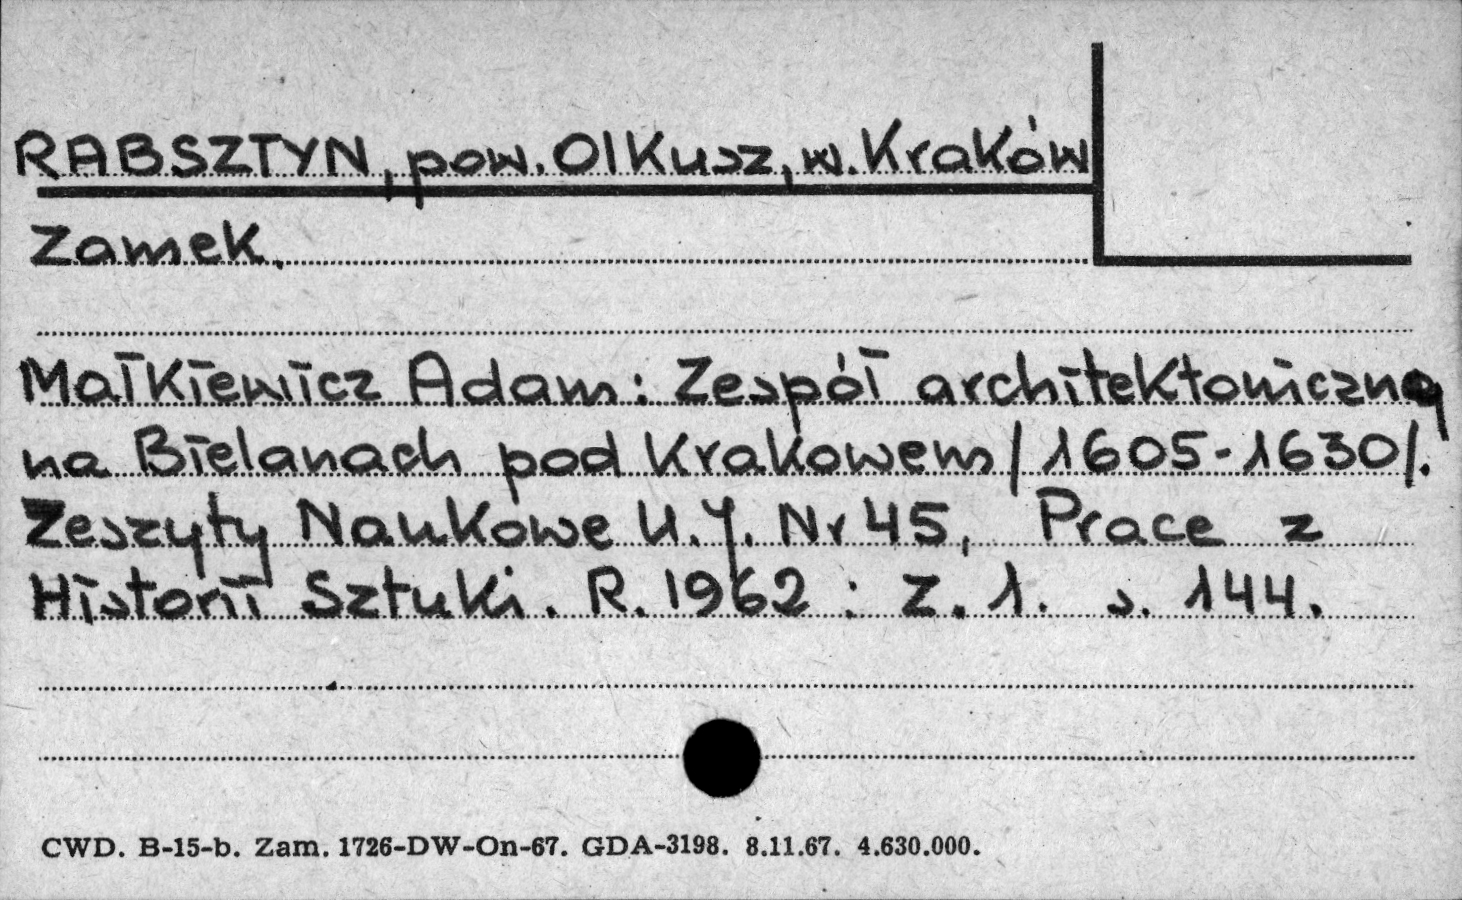 RABSZTYN, pow. Olkusz, w. Kraków
Zamek.
Małkiewicz Adam: Zespół architektoniczny
na Bielanach pod Krakowem /1605-1630/.
Zeszyty Naukowe U.J. Nr 45, Prace z
Historii Sztuki. R. 1962 : Z. 1. s. 144.
CWD. B-15-b. Zam. 1726-DW-On-67. GDA-3198. 8.11.67. 4.630.000.